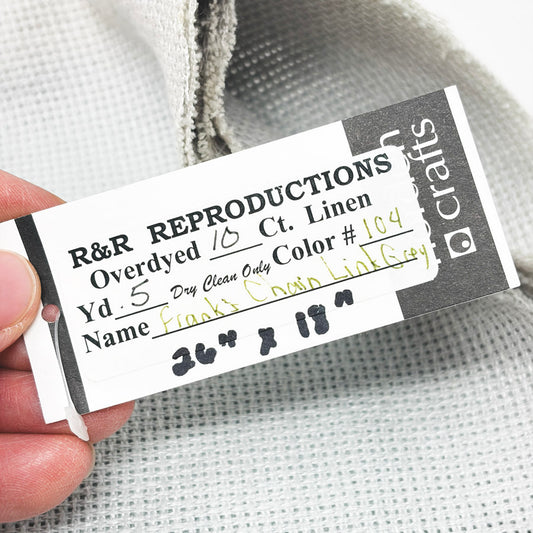 R&R REPRODUCTIONS
Overdyed 10 Ct. Linen
Yd .5 Dry Clean Only Color # 104
Name Frank's Chain Link Grey
26" x 18"
crafts